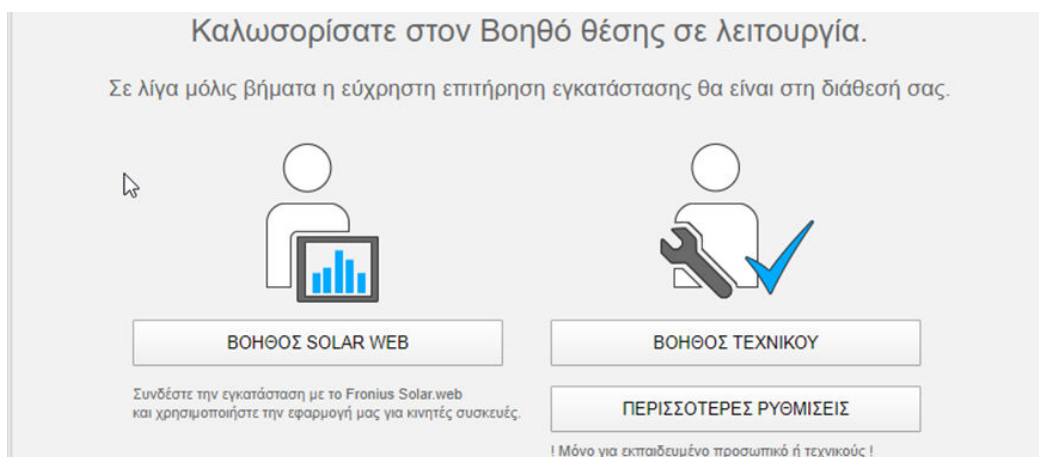 Καλωσορίσατε στον Βοηθό θέσης σε λειτουργία.
Σε λίγα μόλις βήματα η εύχρηστη επιτήρηση εγκατάστασης θα είναι στη διάθεσή σας.
ΒΟΗΘΟΣ SOLAR WEB
ΒΟΗΘΟΣ ΤΕΧΝΙΚΟΥ
Συνδέστε την εγκατάσταση με το Fronius Solar.web
και χρησιμοποιήστε την εφαρμογή μας για κινητές συσκευές.
ΠΕΡΙΣΣΟΤΕΡΕΣ ΡΥΘΜΙΣΕΙΣ
! Μόνο για εκπαιδευμένο προσωπικό ή τεχνικούς !